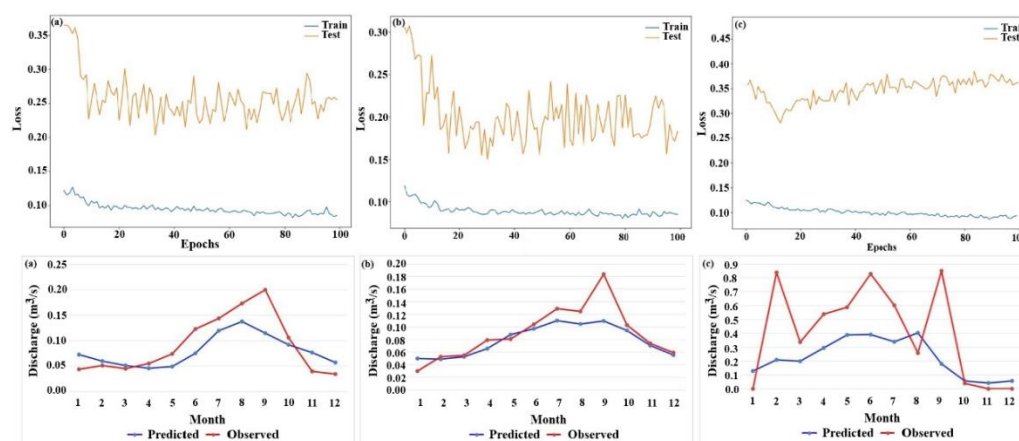 (a)
Train
Test
0.35
0.30
0.25
0.20
0.15
0.10
Loss
0 20 40 60 80 100
Epochs
(b)
Train
Test
0.30
0.25
0.20
0.15
0.10
Loss
0 20 40 60 80 100
Epochs
(c)
Train
Test
0.45
0.40
0.35
0.30
0.25
0.20
0.15
0.10
Loss
0 20 40 60 80 100
Epochs
(a)
0.25
0.20
0.15
0.10
0.05
0.00
Discharge (m³/s)
1 2 3 4 5 6 7 8 9 10 11 12
Month
Predicted Observed
(b)
0.20
0.18
0.16
0.14
0.12
0.10
0.08
0.06
0.04
0.02
0.00
Discharge (m³/s)
1 2 3 4 5 6 7 8 9 10 11 12
Month
Predicted Observed
(c)
0.9
0.8
0.7
0.6
0.5
0.4
0.3
0.2
0.1
0.0
Discharge (m³/s)
1 2 3 4 5 6 7 8 9 10 11 12
Month
Predicted Observed